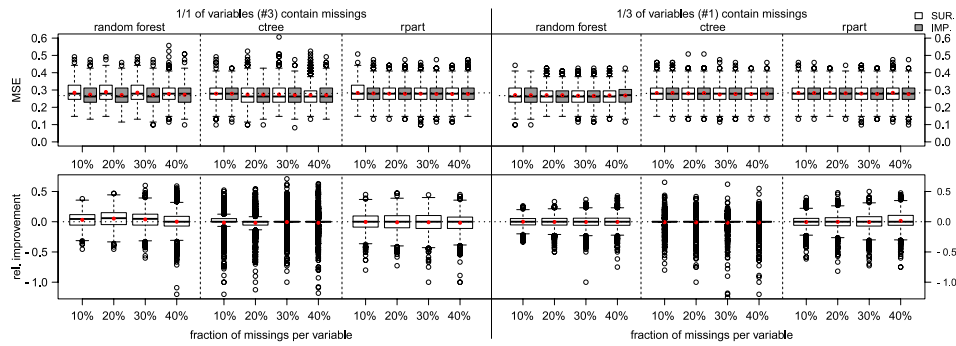 1/1 of variables (#3) contain missings 1/3 of variables (#1) contain missings
random forest ctree rpart random forest ctree rpart
SUR.
IMP.
MSE
0.6 0.6
0.5 0.5
0.4 0.4
0.3 0.3
0.2 0.2
0.1 0.1
0.0 0.0
10% 20% 30% 40% 10% 20% 30% 40% 10% 20% 30% 40% 10% 20% 30% 40% 10% 20% 30% 40% 10% 20% 30% 40%
rel. improvement
0.5 0.5
0.0 0.0
- 0.5 - 0.5
- 1.0 - 1.0
10% 20% 30% 40% 10% 20% 30% 40% 10% 20% 30% 40% 10% 20% 30% 40% 10% 20% 30% 40% 10% 20% 30% 40%
fraction of missings per variable fraction of missings per variable